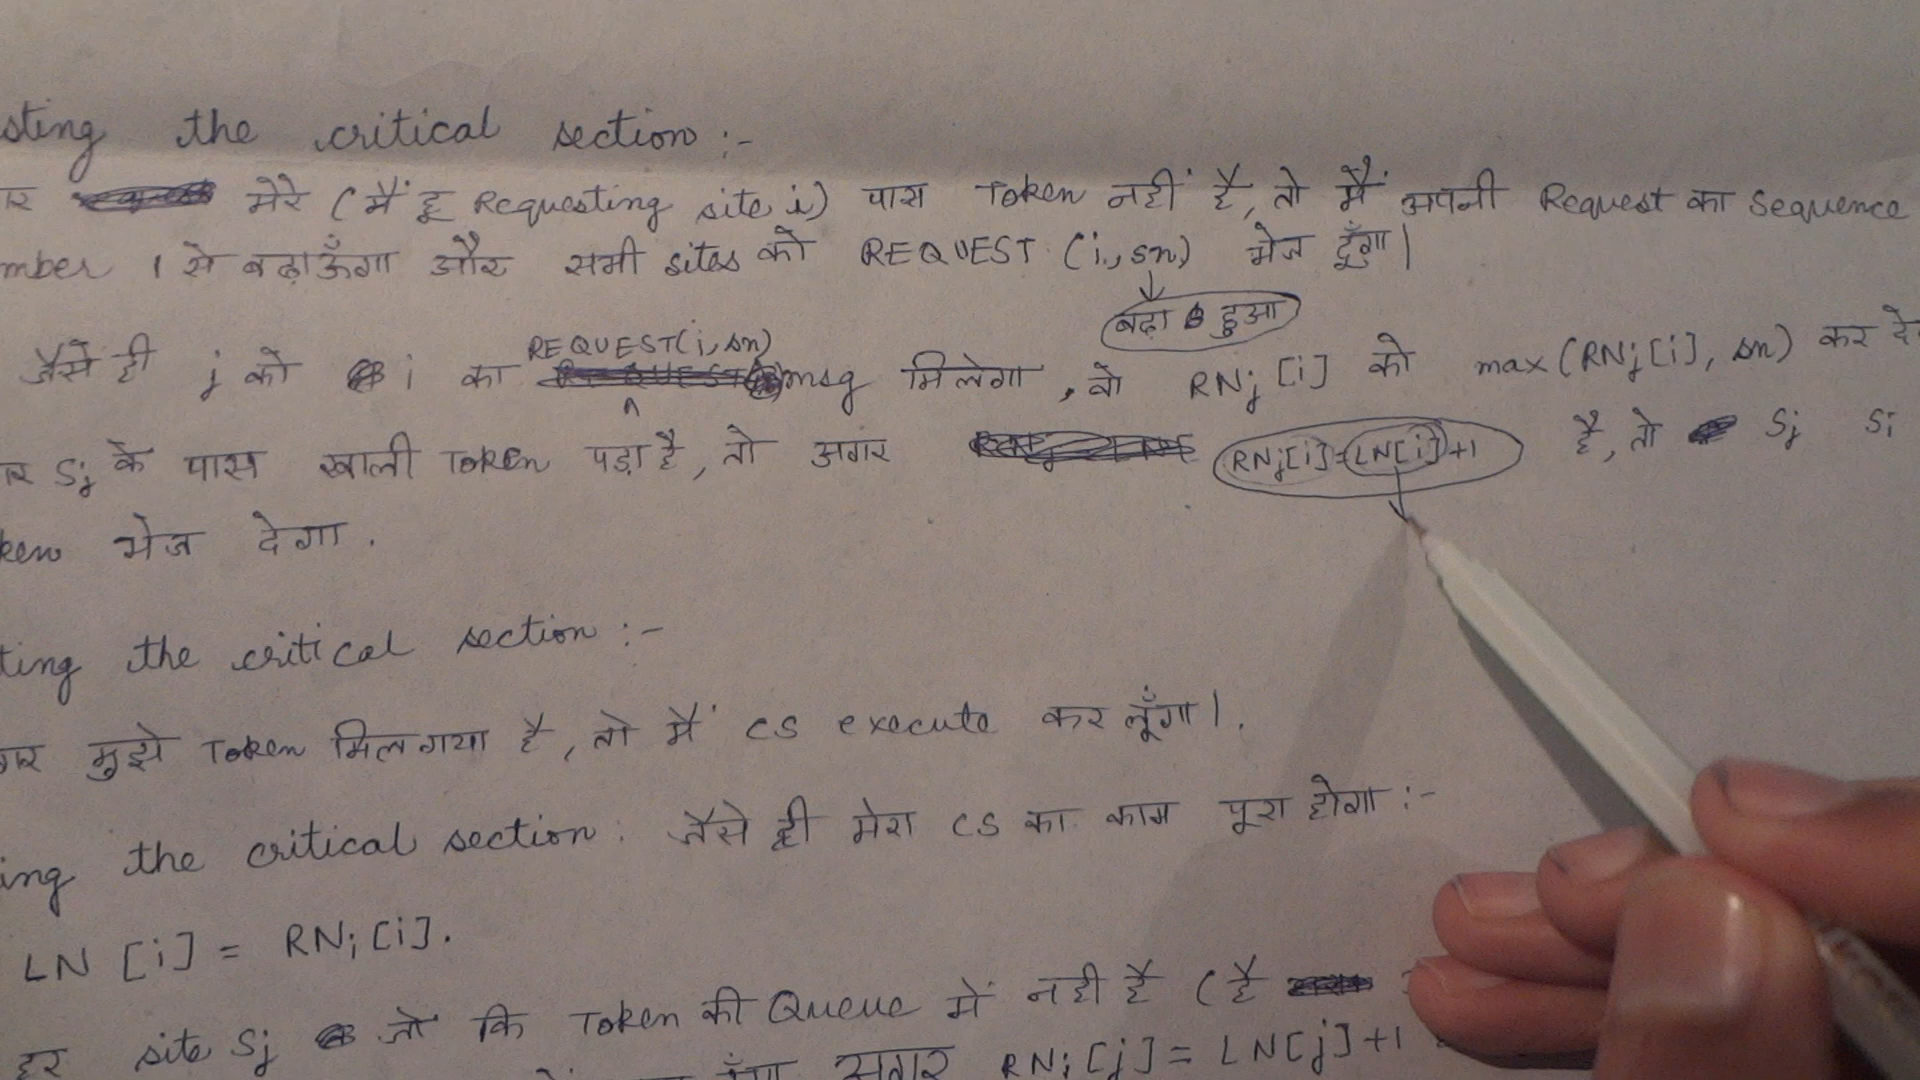 sting the critical section :-
ार मेरे (मैं हू Requesting site i) पास Token नहीं है, तो मैं अपनी Request का Sequence
mber 1 से बढ़ाऊँगा और सभी sites को REQUEST (i, sn) भेज दूँगा।
बढ़ा हुआ
REQUEST(i, sn)
जैसे ही j को i का msg मिलेगा, वो RNj [i] को max (RNj[i], sn) कर दे
ार Sj के पास खाली Token पड़ा है, तो अगर RNj[i]=LN[i]+1 है, तो Sj Si
ken भेज देगा.
ting the critical section :-
गर मुझे Token मिल गया है, तो मैं CS execute कर लूँगा।.
ing the critical section: जैसे ही मेरा CS का काम पूरा होगा :-
LN [i] = RNi [i].
हर site Sj जो कि Token की Queue में नही है (है
अगर RNi [j] = LN[j]+1